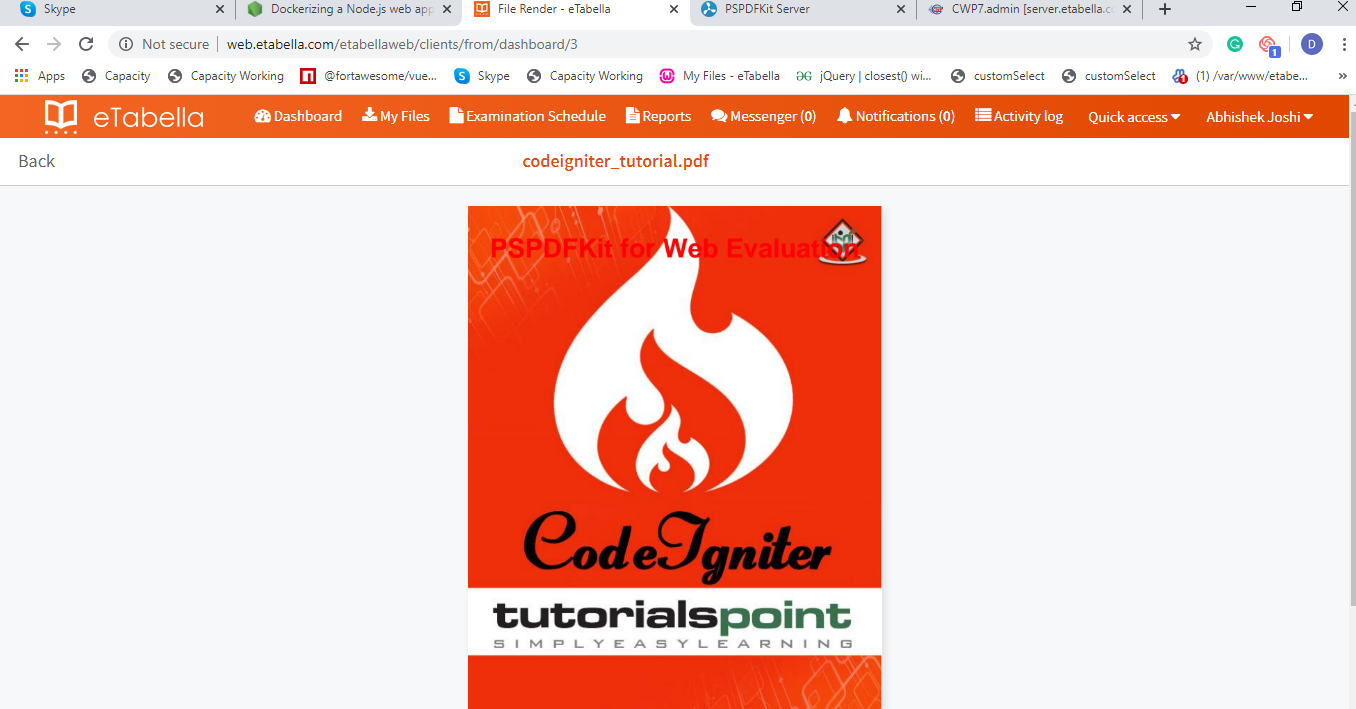 Skype
Dockerizing a Node.js web app
File Render - eTabella
PSPDFKit Server
CWP7.admin [server.etabella.co
Not secure web.etabella.com/etabellaweb/clients/from/dashboard/3
1
D
Apps Capacity Capacity Working @fortawesome/vue... Skype Capacity Working My Files - eTabella jQuery | closest() wi... customSelect customSelect (1) /var/www/etabe... »
eTabella Dashboard My Files Examination Schedule Reports Messenger (0) Notifications (0) Activity log Quick access Abhishek Joshi
Back codeigniter_tutorial.pdf
PSPDFKit for Web Evaluation
CodeIgniter
tutorialspoint
SIMPLYEASYLEARNING